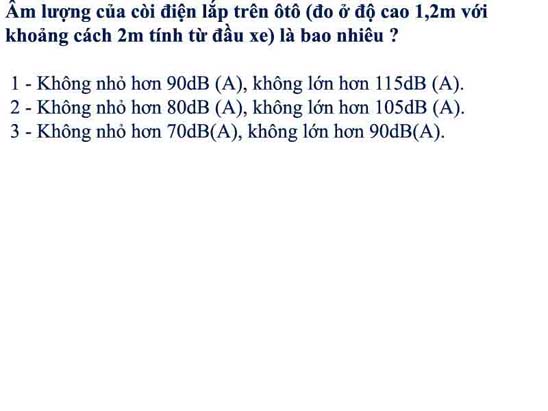 Âm lượng của còi điện lắp trên ôtô (đo ở độ cao 1,2m với
khoảng cách 2m tính từ đầu xe) là bao nhiêu ?
1 - Không nhỏ hơn 90dB (A), không lớn hơn 115dB (A).
2 - Không nhỏ hơn 80dB (A), không lớn hơn 105dB (A).
3 - Không nhỏ hơn 70dB(A), không lớn hơn 90dB(A).